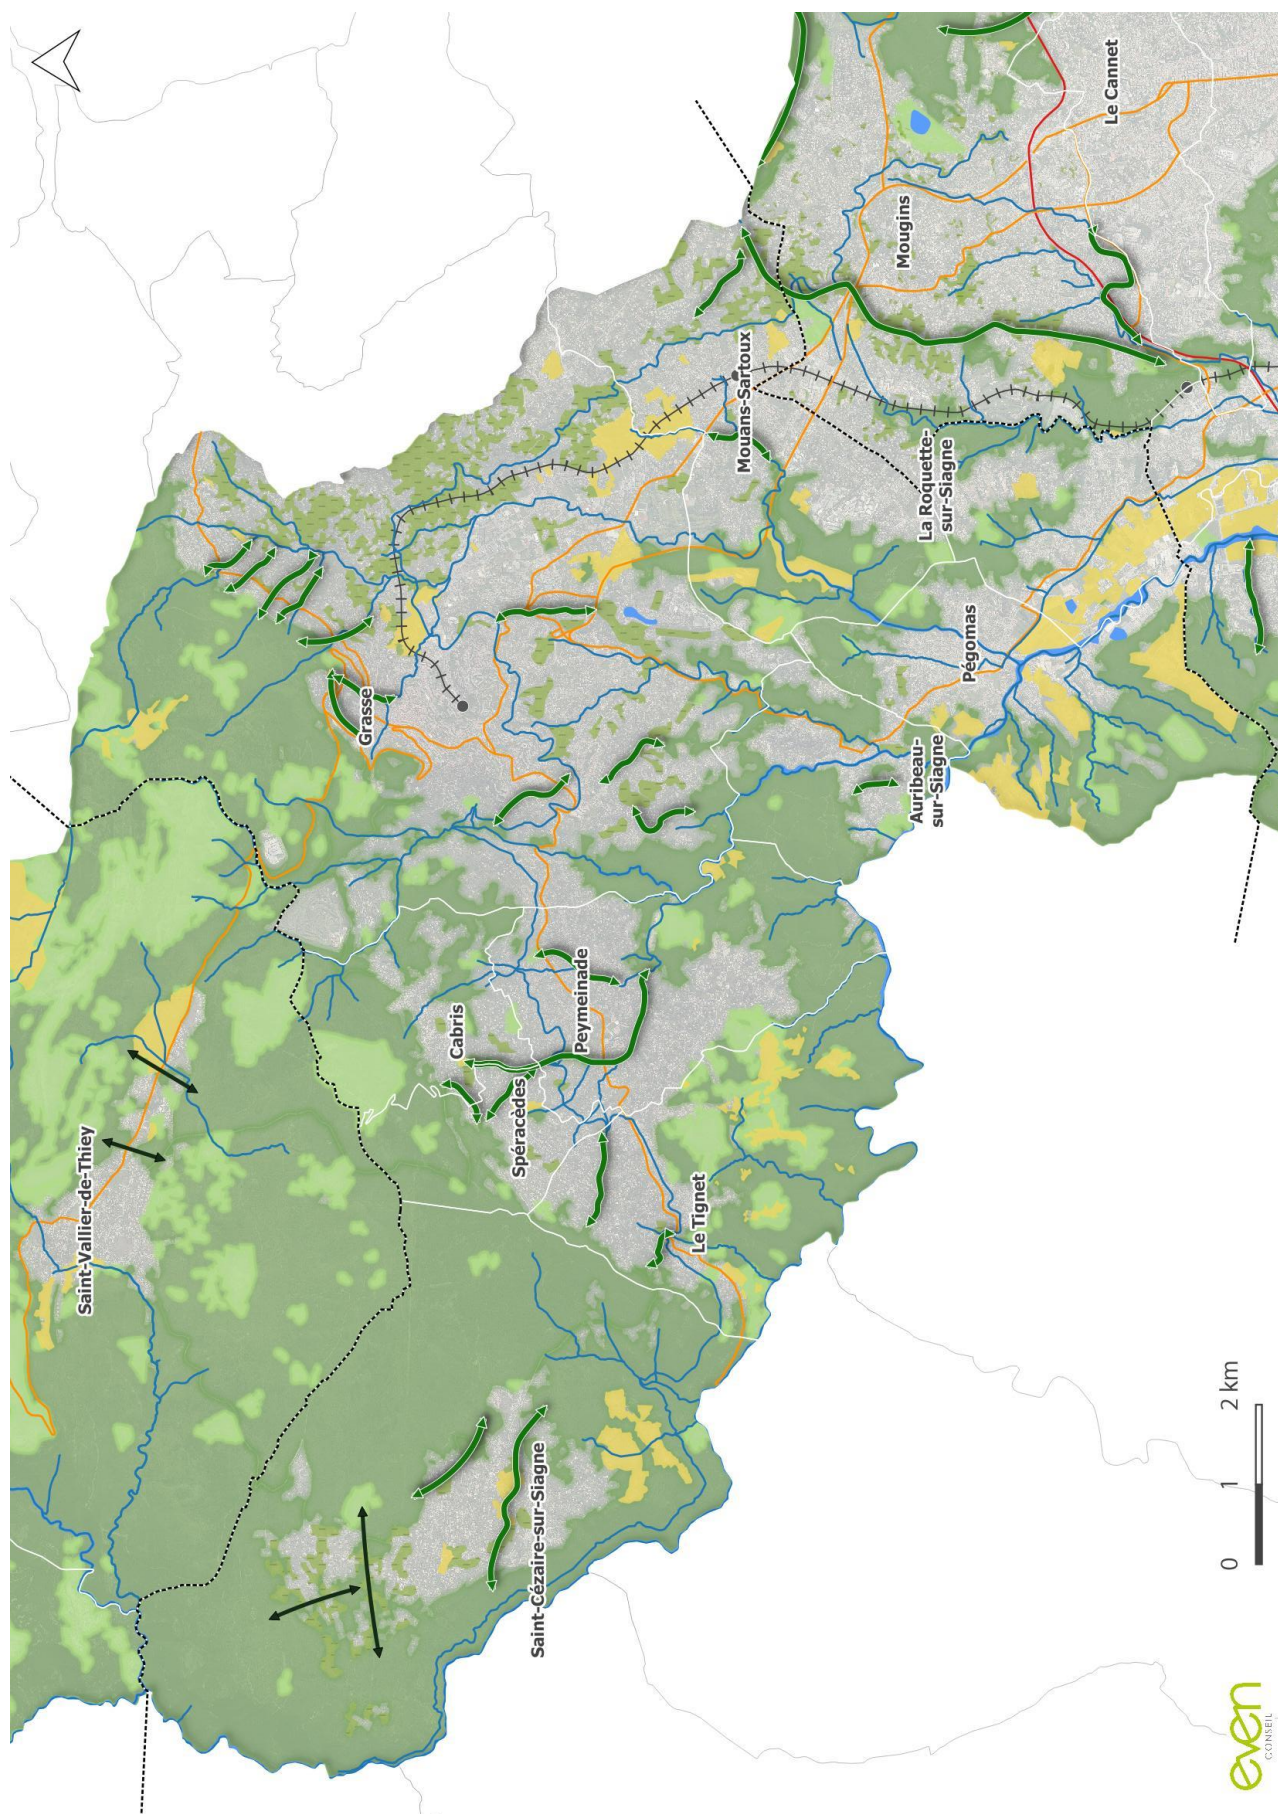 Saint-Vallier-de-Thiey
Grasse
Cabris
Spéracèdes
Peymeinade
Le Tignet
Saint-Cézaire-sur-Siagne
Mouans-Sartoux
Mougins
Le Cannet
La Roquette-
sur-Siagne
Pégomas
Auribeau-
sur-Siagne
0 1 2 km
even
CONSEIL